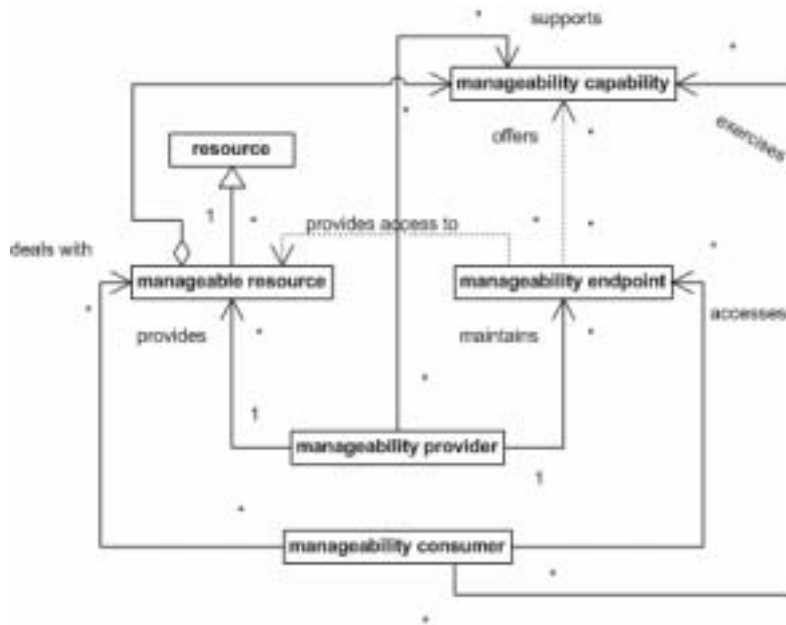 * supports
*
manageability capability
*
offers *
exercises
resource
1 *
provides access to * *
*
deals with
manageable resource
manageability endpoint
*
provides *
maintains *
accesses
*
1
manageability provider
1
*
manageability consumer
*
*